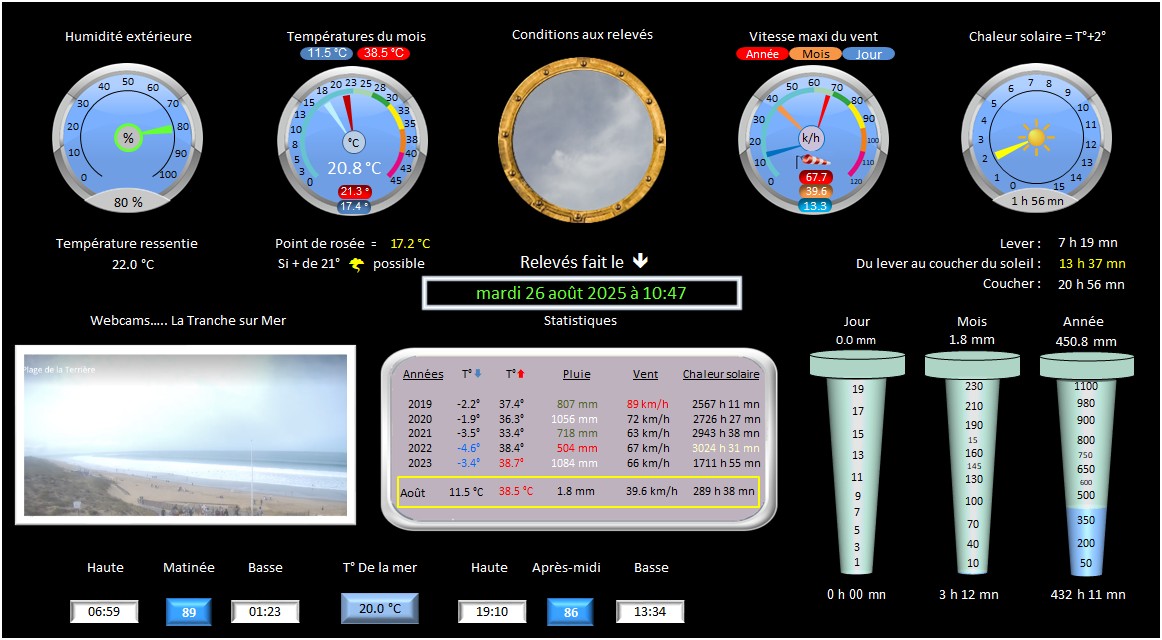 Humidité extérieure
Températures du mois
Conditions aux relevés
Vitesse maxi du vent
Chaleur solaire = T°+2°
11.5 °C 38.5 °C
Année Mois Jour
0 10 20 30 40 50 60 70 80 90 100
%
80 %
0 3 5 8 10 13 15 18 20 23 25 28 30 33 35 38 40 43 45
°C
20.8 °C
21.3 °
17.4 °
0 10 20 30 40 50 60 70 80 90 100 110 120
k/h
67.7
39.6
13.3
0 1 2 3 4 5 6 7 8 9 10 11 12 13 14 15
1 h 56 mn
Température ressentie
22.0 °C
Point de rosée = 17.2 °C
Si + de 21° possible
Relevés fait le
mardi 26 août 2025 à 10:47
Lever : 7 h 19 mn
Du lever au coucher du soleil : 13 h 37 mn
Coucher : 20 h 56 mn
Webcams..... La Tranche sur Mer
Plage de la Terrière
Statistiques
Années T° T° Pluie Vent Chaleur solaire
2019 -2.2° 37.4° 807 mm 89 km/h 2567 h 11 mn
2020 -1.9° 36.3° 1056 mm 72 km/h 2726 h 27 mn
2021 -3.5° 33.4° 718 mm 63 km/h 2943 h 38 mn
2022 -4.6° 38.4° 504 mm 67 km/h 3024 h 31 mn
2023 -3.4° 38.7° 1084 mm 66 km/h 1711 h 55 mn
Août 11.5 °C 38.5 °C 1.8 mm 39.6 km/h 289 h 38 mn
Jour
0.0 mm
19
17
15
13
11
9
7
5
3
1
0 h 00 mn
Mois
1.8 mm
230
210
190
15
160
145
130
100
70
40
10
3 h 12 mn
Année
450.8 mm
1100
980
900
800
750
650
600
500
350
200
50
432 h 11 mn
Haute Matinée Basse T° De la mer Haute Après-midi Basse
06:59 89 01:23 20.0 °C 19:10 86 13:34